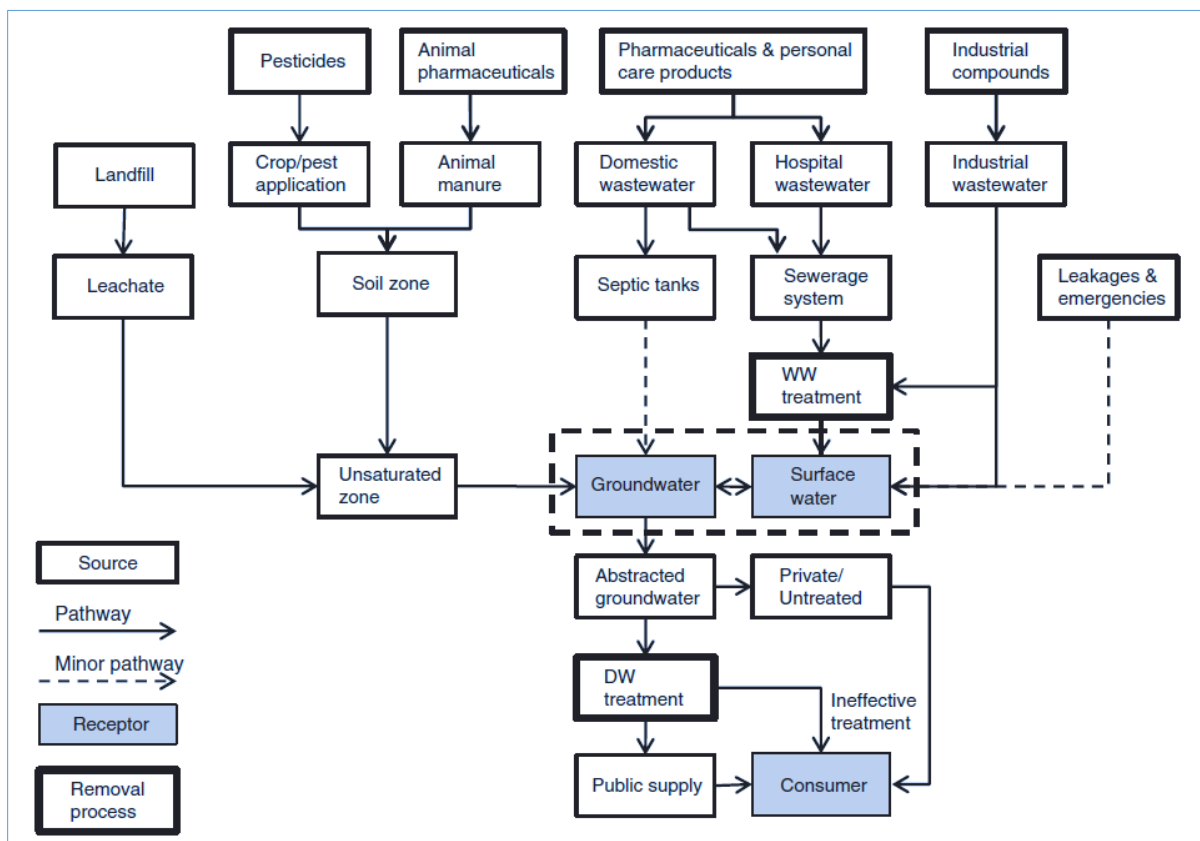 Pesticides
Animal
pharmaceuticals
Pharmaceuticals & personal
care products
Industrial
compounds
Landfill
Crop/pest
application
Animal
manure
Domestic
wastewater
Hospital
wastewater
Industrial
wastewater
Leachate
Soil zone
Septic tanks
Sewerage
system
Leakages &
emergencies
WW
treatment
Unsaturated
zone
Groundwater
Surface
water
Source
Abstracted
groundwater
Private/
Untreated
Pathway
Minor pathway
DW
treatment
Ineffective
treatment
Receptor
Public supply
Consumer
Removal
process